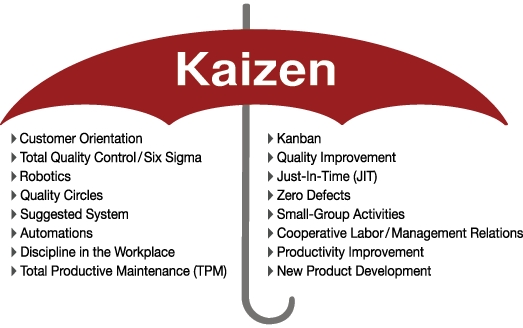 Kaizen
Customer Orientation
Total Quality Control/Six Sigma
Robotics
Quality Circles
Suggested System
Automations
Discipline in the Workplace
Total Productive Maintenance (TPM)
Kanban
Quality Improvement
Just-In-Time (JIT)
Zero Defects
Small-Group Activities
Cooperative Labor/Management Relations
Productivity Improvement
New Product Development